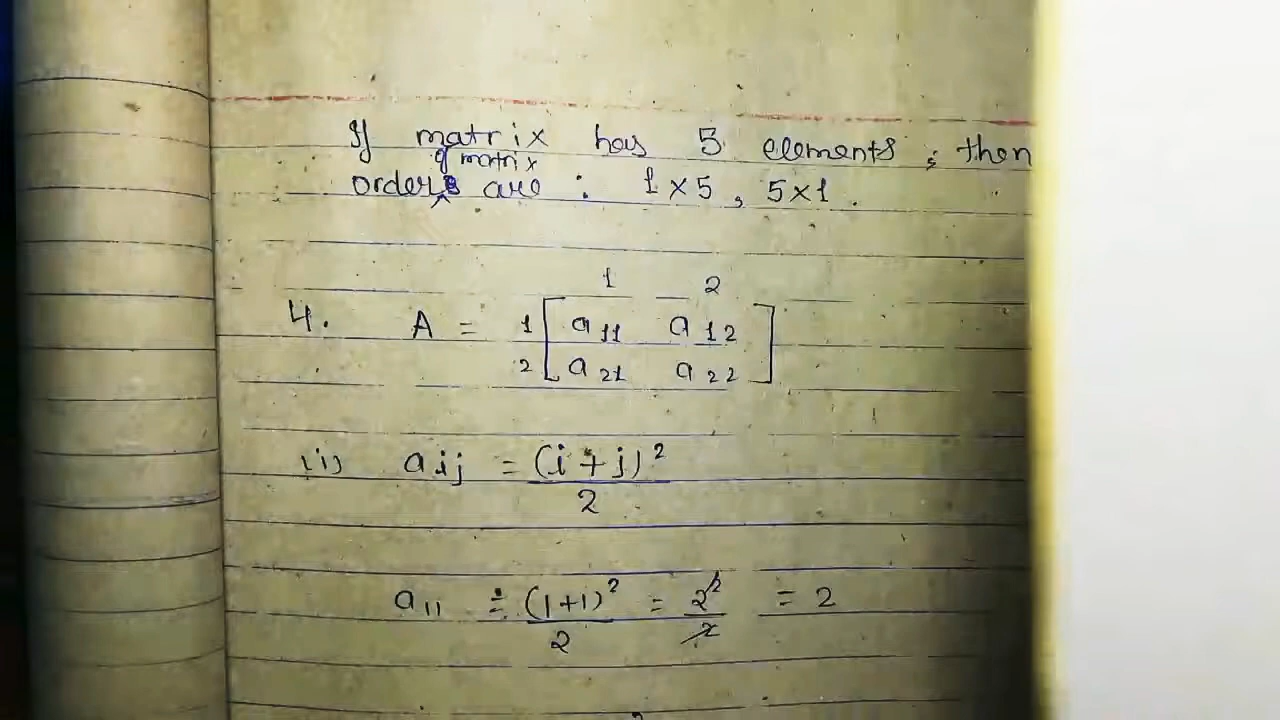 If matrix has 5 elements ; then
of matrix
orders are : 1 × 5 , 5×1 .
1 2
4. A = 1 [ a11 a12
2 a21 a22 ]
(i) aij = (i + j)²
2
a11 = (1+1)² = 2² = 2
2 2